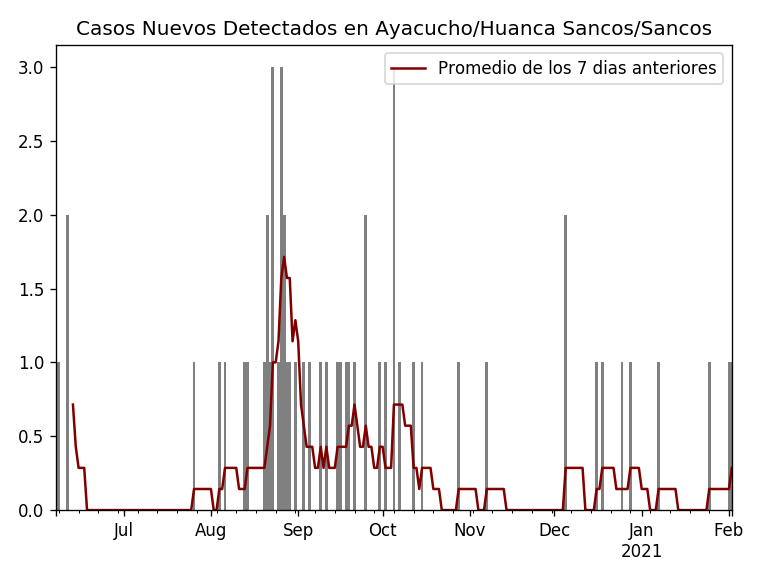 Casos Nuevos Detectados en Ayacucho/Huanca Sancos/Sancos
Promedio de los 7 dias anteriores
3.0
2.5
2.0
1.5
1.0
0.5
0.0
Jul Aug Sep Oct Nov Dec Jan Feb
2021